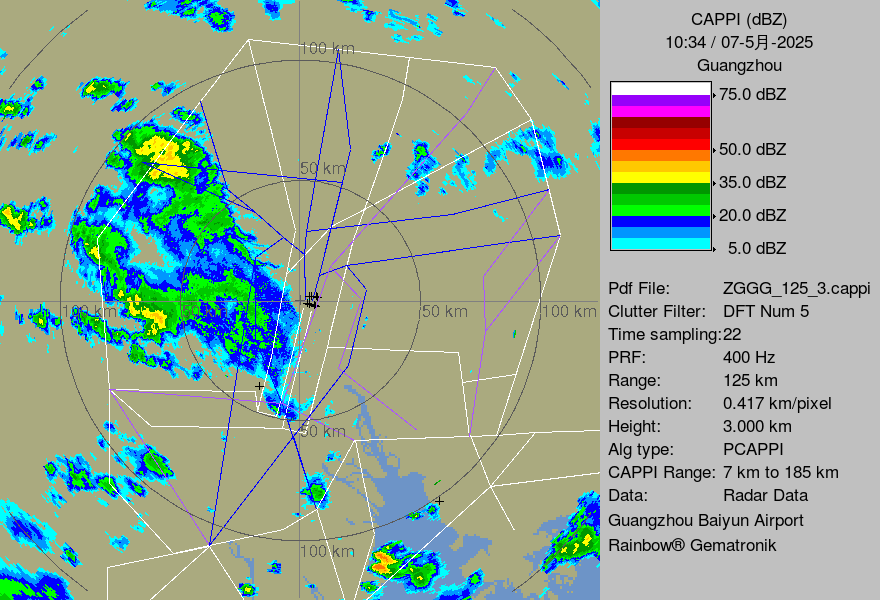 CAPPI (dBZ)
10:34 / 07-5月-2025
Guangzhou
75.0 dBZ
50.0 dBZ
35.0 dBZ
20.0 dBZ
5.0 dBZ
Pdf File: ZGGG_125_3.cappi
Clutter Filter: DFT Num 5
Time sampling:22
PRF: 400 Hz
Range: 125 km
Resolution: 0.417 km/pixel
Height: 3.000 km
Alg type: PCAPPI
CAPPI Range: 7 km to 185 km
Data: Radar Data
Guangzhou Baiyun Airport
Rainbow® Gematronik
100 km
50 km
100 km
50 km
100 km
50 km
100 km